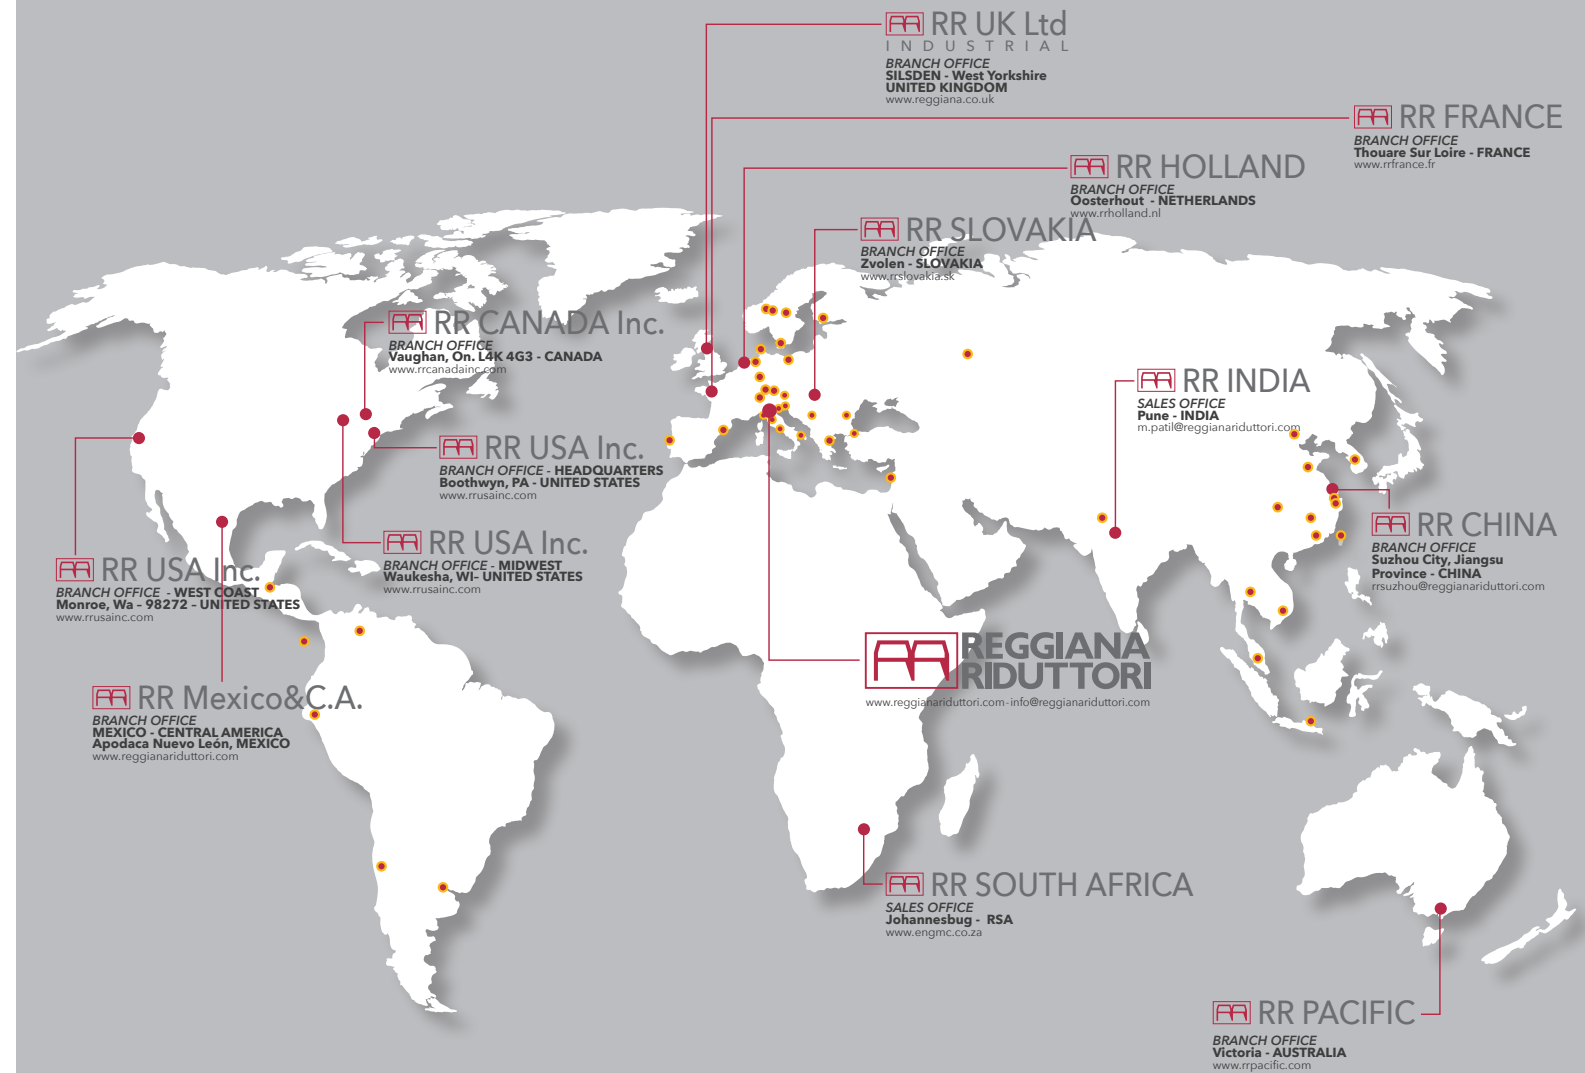 RR UK Ltd
INDUSTRIAL
BRANCH OFFICE
SILSDEN - West Yorkshire
UNITED KINGDOM
www.reggiana.co.uk
RR FRANCE
BRANCH OFFICE
Thouare Sur Loire - FRANCE
www.rrfrance.fr
RR HOLLAND
BRANCH OFFICE
Oosterhout - NETHERLANDS
www.rrholland.nl
RR SLOVAKIA
BRANCH OFFICE
Zvolen - SLOVAKIA
www.rrslovakia.sk
RR CANADA Inc.
BRANCH OFFICE
Vaughan, On. L4K 4G3 - CANADA
www.rrcanadainc.com
RR INDIA
SALES OFFICE
Pune - INDIA
m.patil@reggianariduttori.com
RR USA Inc.
BRANCH OFFICE - HEADQUARTERS
Boothwyn, PA - UNITED STATES
www.rrusainc.com
RR USA Inc.
BRANCH OFFICE - MIDWEST
Waukesha, WI- UNITED STATES
www.rrusainc.com
RR CHINA
BRANCH OFFICE
Suzhou City, Jiangsu
Province - CHINA
rrsuzhou@reggianariduttori.com
RR USA Inc.
BRANCH OFFICE - WEST COAST
Monroe, Wa – 98272 – UNITED STATES
www.rrusainc.com
REGGIANA
RIDUTTORI
www.reggianariduttori.com - info@reggianariduttori.com
RR Mexico&C.A.
BRANCH OFFICE
MEXICO - CENTRAL AMERICA
Apodaca Nuevo León, MEXICO
www.reggianariduttori.com
RR SOUTH AFRICA
SALES OFFICE
Johannesbug - RSA
www.engmc.co.za
RR PACIFIC
BRANCH OFFICE
Victoria - AUSTRALIA
www.rrpacific.com